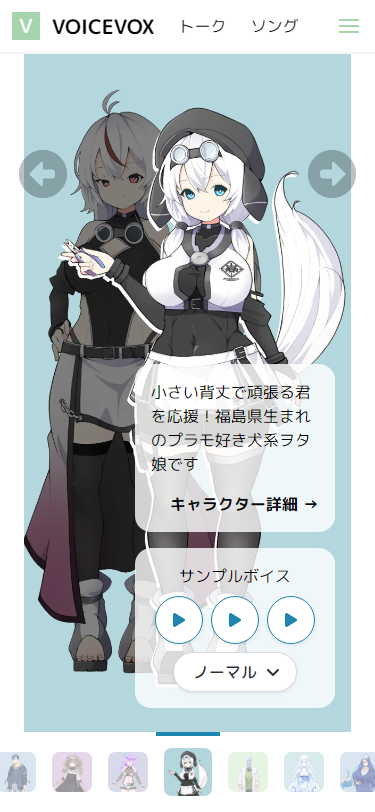 V VOICEVOX トーク ソング
小さい背丈で頑張る君
を応援！福島県生まれ
のプラモ好き犬系ヲタ
娘です
キャラクター詳細 →
サンプルボイス
ノーマル